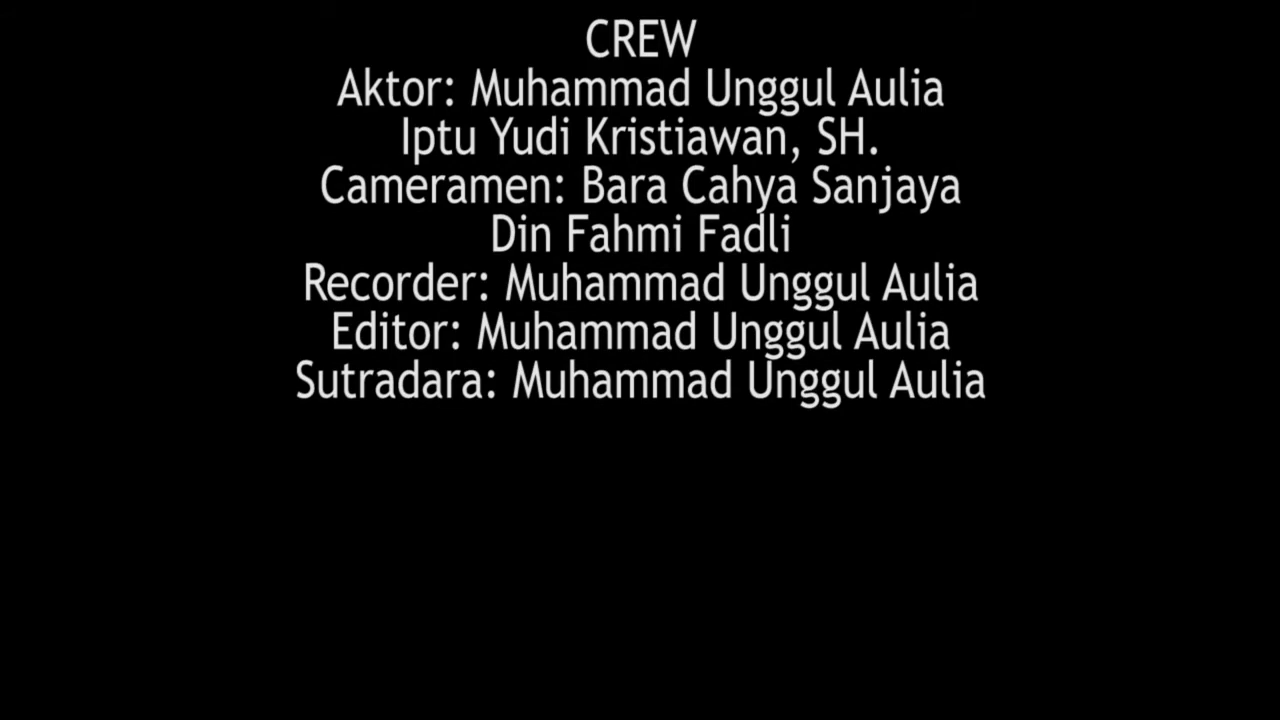 CREW
Aktor: Muhammad Unggul Aulia
Iptu Yudi Kristiawan, SH.
Cameramen: Bara Cahya Sanjaya
Din Fahmi Fadli
Recorder: Muhammad Unggul Aulia
Editor: Muhammad Unggul Aulia
Sutradara: Muhammad Unggul Aulia